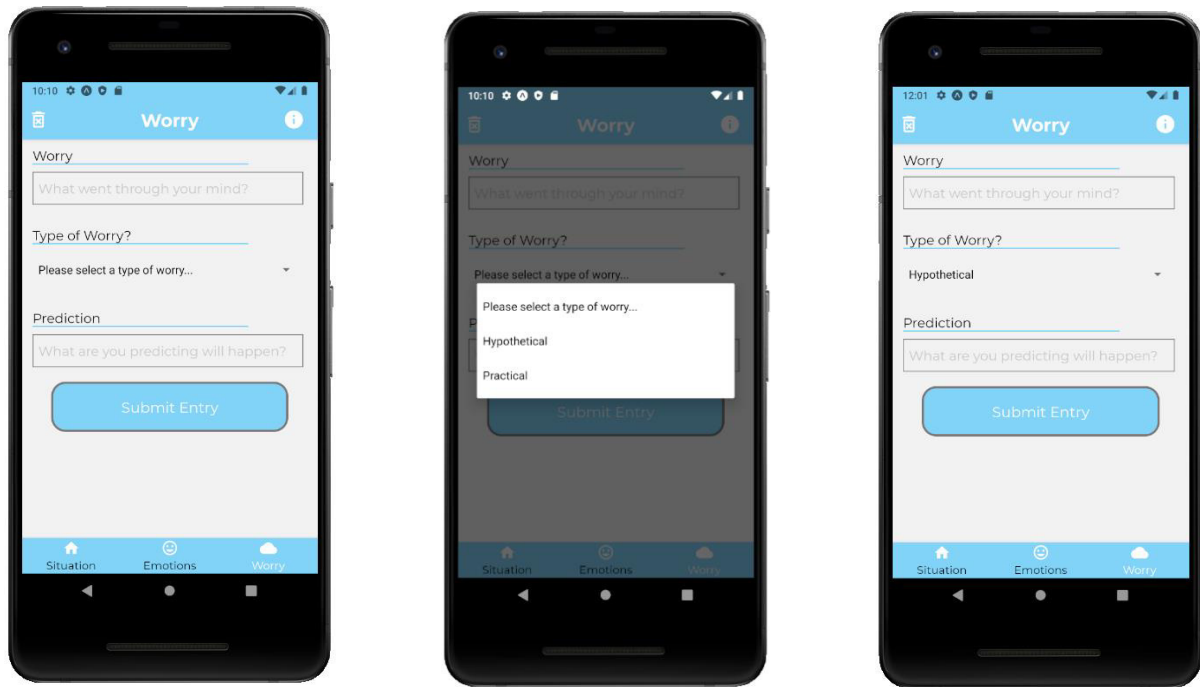 10:10
Worry
Worry
What went through your mind?
Type of Worry?
Please select a type of worry...
Prediction
What are you predicting will happen?
Submit Entry
Situation Emotions Worry
10:10
Worry
Worry
What went through your mind?
Type of Worry?
Please select a type of worry...
Please select a type of worry...
Hypothetical
Practical
P
Submit Entry
Situation Emotions Worry
12:01
Worry
Worry
What went through your mind?
Type of Worry?
Hypothetical
Prediction
What are you predicting will happen?
Submit Entry
Situation Emotions Worry